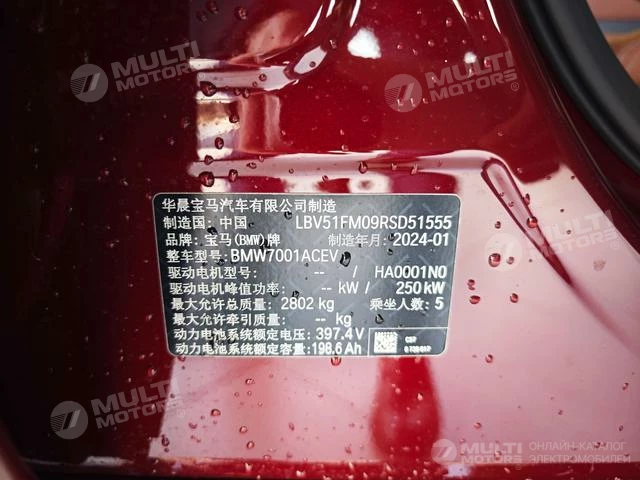 MULTI
MOTORS®
MULTI
MOTORS®
华晨宝马汽车有限公司制造
制造国: 中国 LBV51FM09RSD51555
品牌: 宝马(BMW)牌 制造年月: 2024-01
整车型号: BMW7001ACEV
驱动电机型号: -- / HA0001N0
驱动电机峰值功率: -- kW / 250 kW
最大允许总质量: 2802 kg 乘坐人数: 5
最大允许牵引质量: -- kg
动力电池系统额定电压: 397.4V
动力电池系统额定容量: 198.6 Ah
MULTI
MOTORS®
MULTI
MOTORS®
ОНЛАЙН-КАТАЛОГ
ЭЛЕКТРОМОБИЛЕЙ